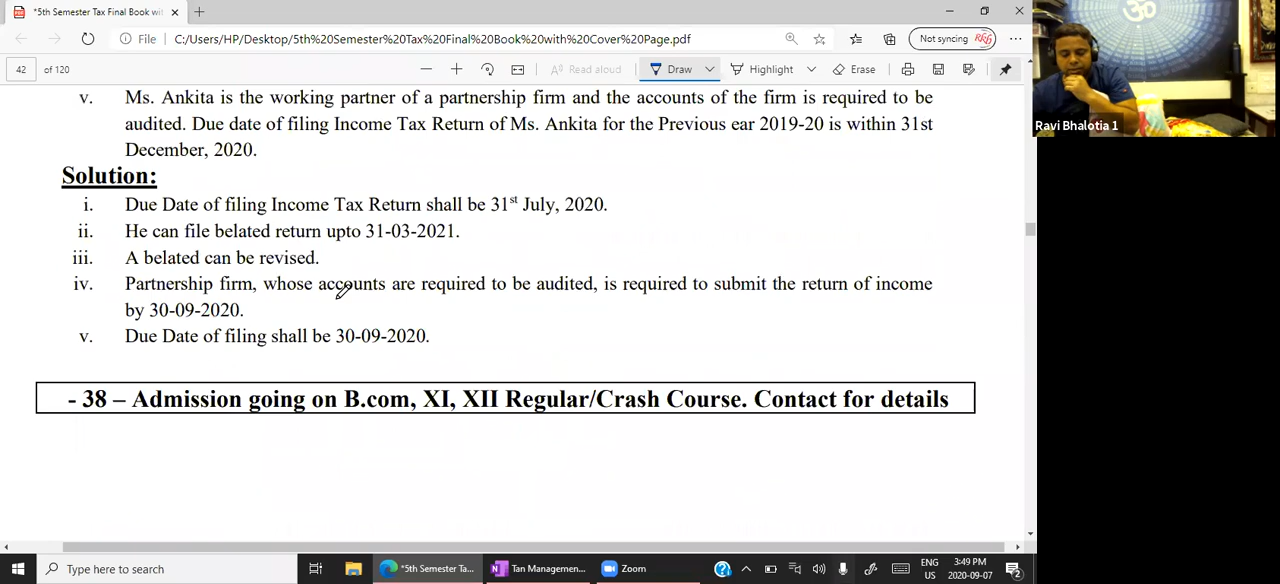 *5th Semester Tax Final Book wit
File
C:/Users/HP/Desktop/5th%20Semester%20Tax%20Final%20Book%20with%20Cover%20Page.pdf
Not syncing
42 of 120
Read aloud
Draw
Highlight
Erase
v. Ms. Ankita is the working partner of a partnership firm and the accounts of the firm is required to be
audited. Due date of filing Income Tax Return of Ms. Ankita for the Previous ear 2019-20 is within 31st
December, 2020.
Solution:
i. Due Date of filing Income Tax Return shall be 31st July, 2020.
ii. He can file belated return upto 31-03-2021.
iii. A belated can be revised.
iv. Partnership firm, whose accounts are required to be audited, is required to submit the return of income
by 30-09-2020.
v. Due Date of filing shall be 30-09-2020.
- 38 – Admission going on B.com, XI, XII Regular/Crash Course. Contact for details
Ravi Bhalotia 1
Type here to search
*5th Semester Ta...
Tan Managemen...
Zoom
ENG
US
3:49 PM
2020-09-07
2